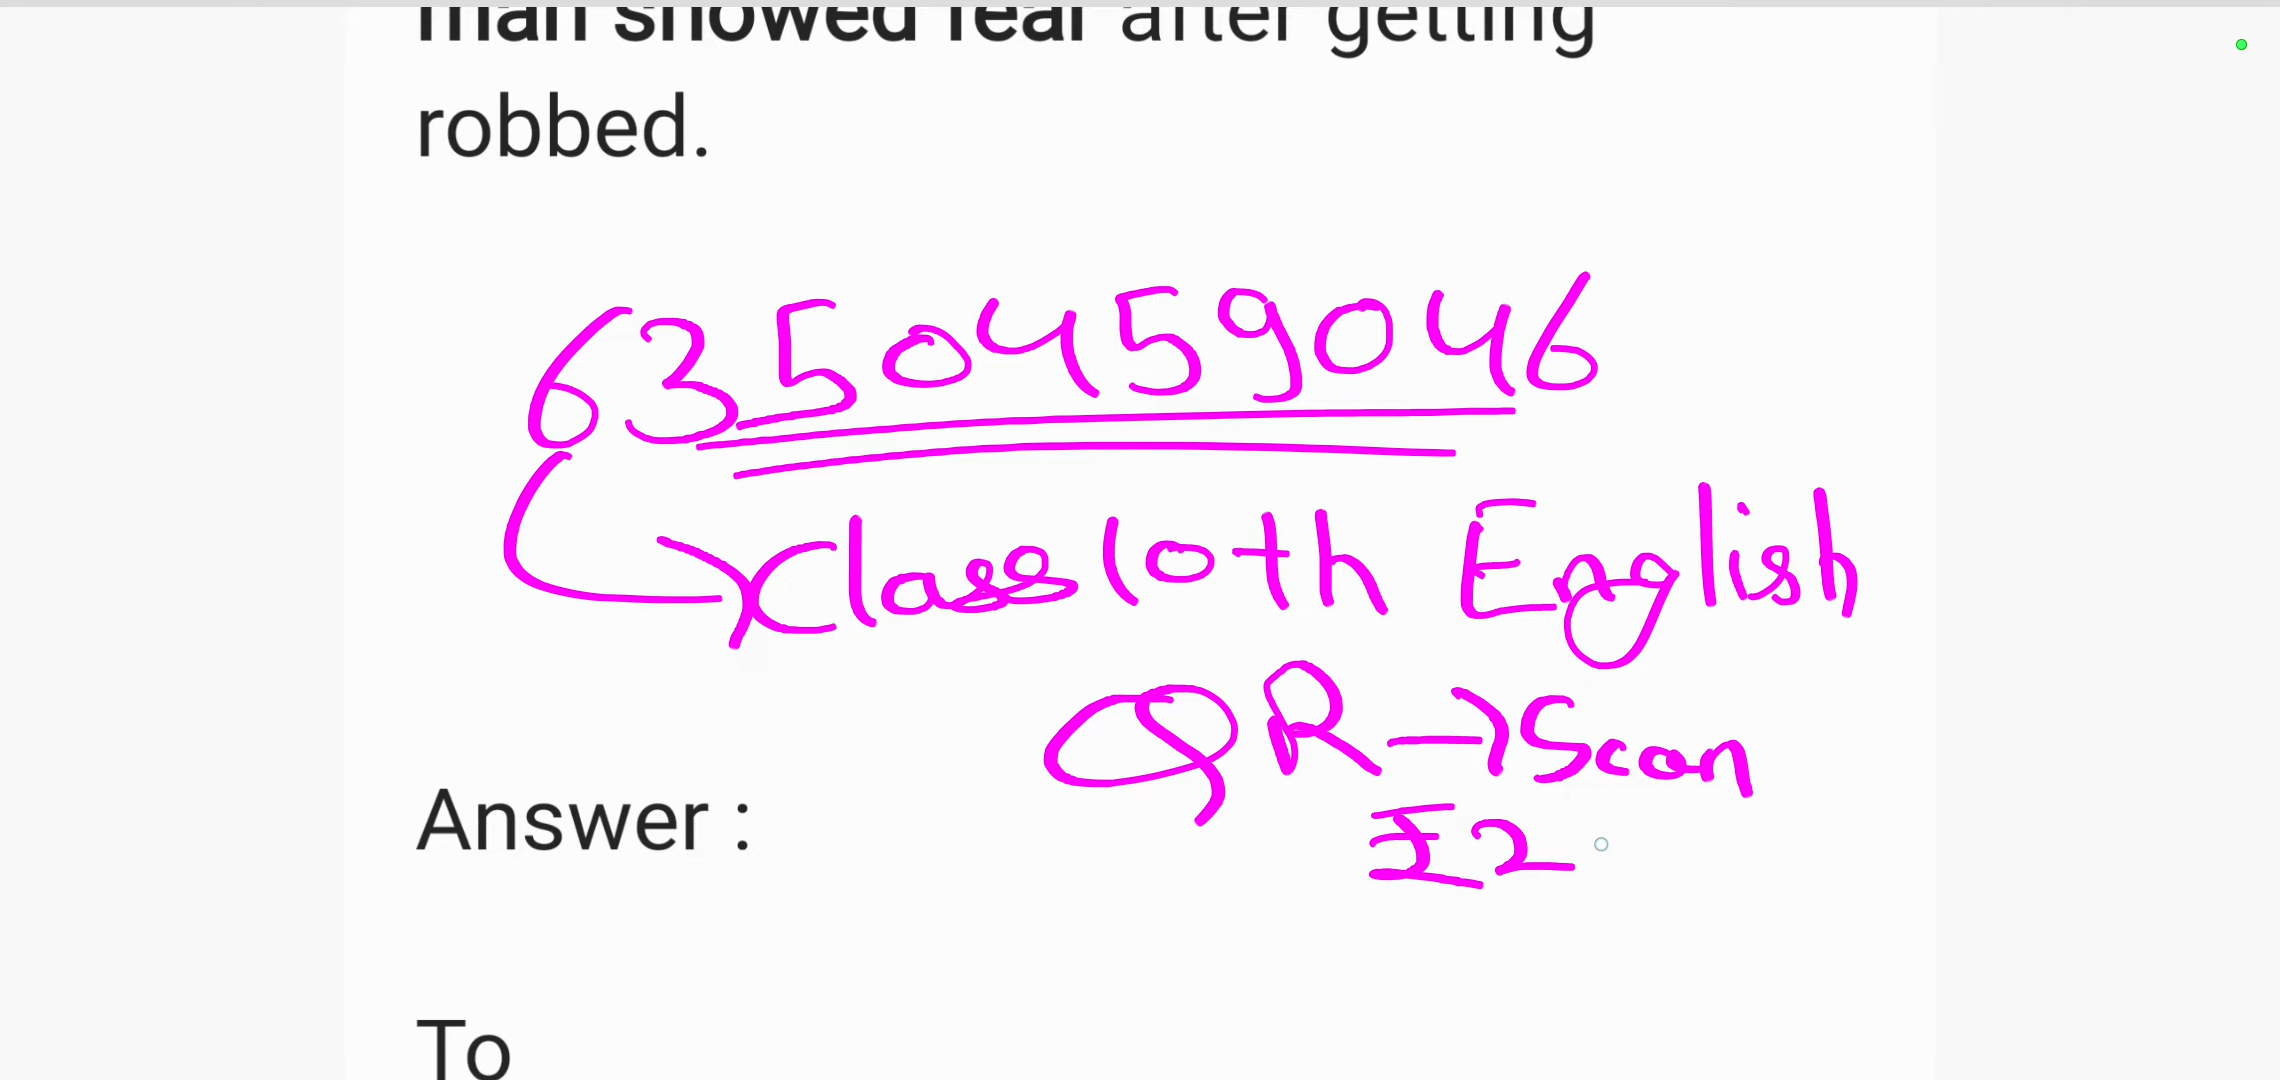 man showed fear after getting
robbed.
6350459046
Class 10th English
QR → Scan
₹2
Answer :
To